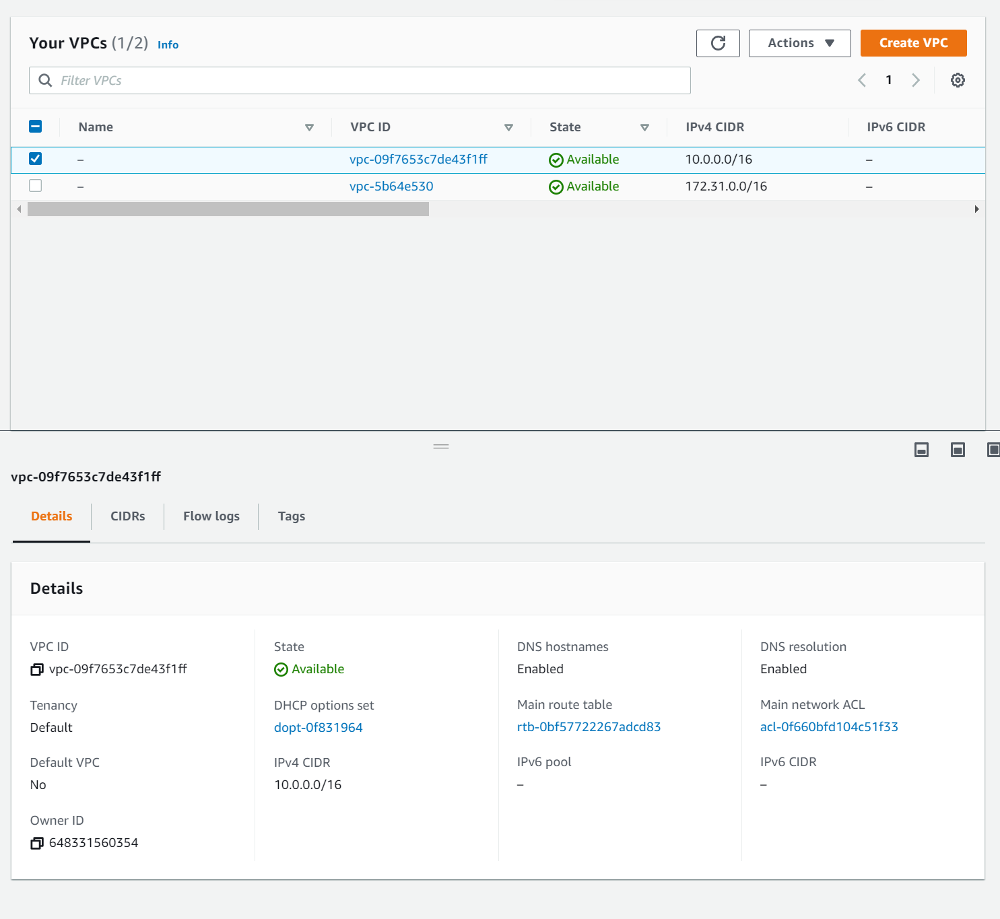 Your VPCs (1/2) Info
Actions
Create VPC
Filter VPCs
1
Name VPC ID State IPv4 CIDR IPv6 CIDR
– vpc-09f7653c7de43f1ff Available 10.0.0.0/16 –
– vpc-5b64e530 Available 172.31.0.0/16 –
vpc-09f7653c7de43f1ff
Details CIDRs Flow logs Tags
Details
VPC ID State DNS hostnames DNS resolution
vpc-09f7653c7de43f1ff Available Enabled Enabled
Tenancy DHCP options set Main route table Main network ACL
Default dopt-0f831964 rtb-0bf57722267adcd83 acl-0f660bfd104c51f33
Default VPC IPv4 CIDR IPv6 pool IPv6 CIDR
No 10.0.0.0/16 – –
Owner ID
648331560354